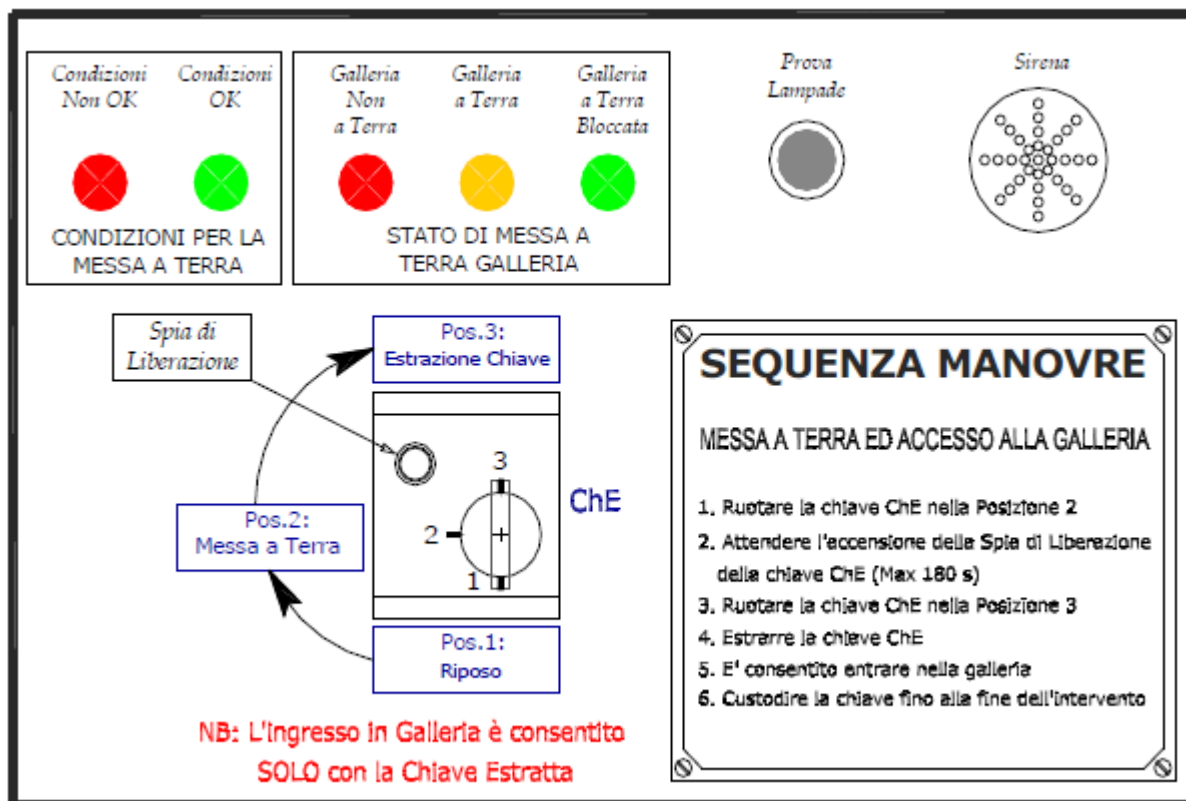 Condizioni
Non OK
Condizioni
OK
CONDIZIONI PER LA
MESSA A TERRA
Galleria
Non
a Terra
Galleria
a Terra
Galleria
a Terra
Bloccata
STATO DI MESSA A
TERRA GALLERIA
Prova
Lampade
Sirena
Spia di
Liberazione
Pos.3:
Estrazione Chiave
3
2
1
ChE
Pos.2:
Messa a Terra
Pos.1:
Riposo
NB: L'ingresso in Galleria è consentito
SOLO con la Chiave Estratta
SEQUENZA MANOVRE
MESSA A TERRA ED ACCESSO ALLA GALLERIA
1. Ruotare la chiave ChE nella Posizione 2
2. Attendere l'accensione della Spia di Liberazione
della chiave ChE (Max 180 s)
3. Ruotare la chiave ChE nella Posizione 3
4. Estrarre la chiave ChE
5. E' consentito entrare nella galleria
6. Custodire la chiave fino alla fine dell'intervento